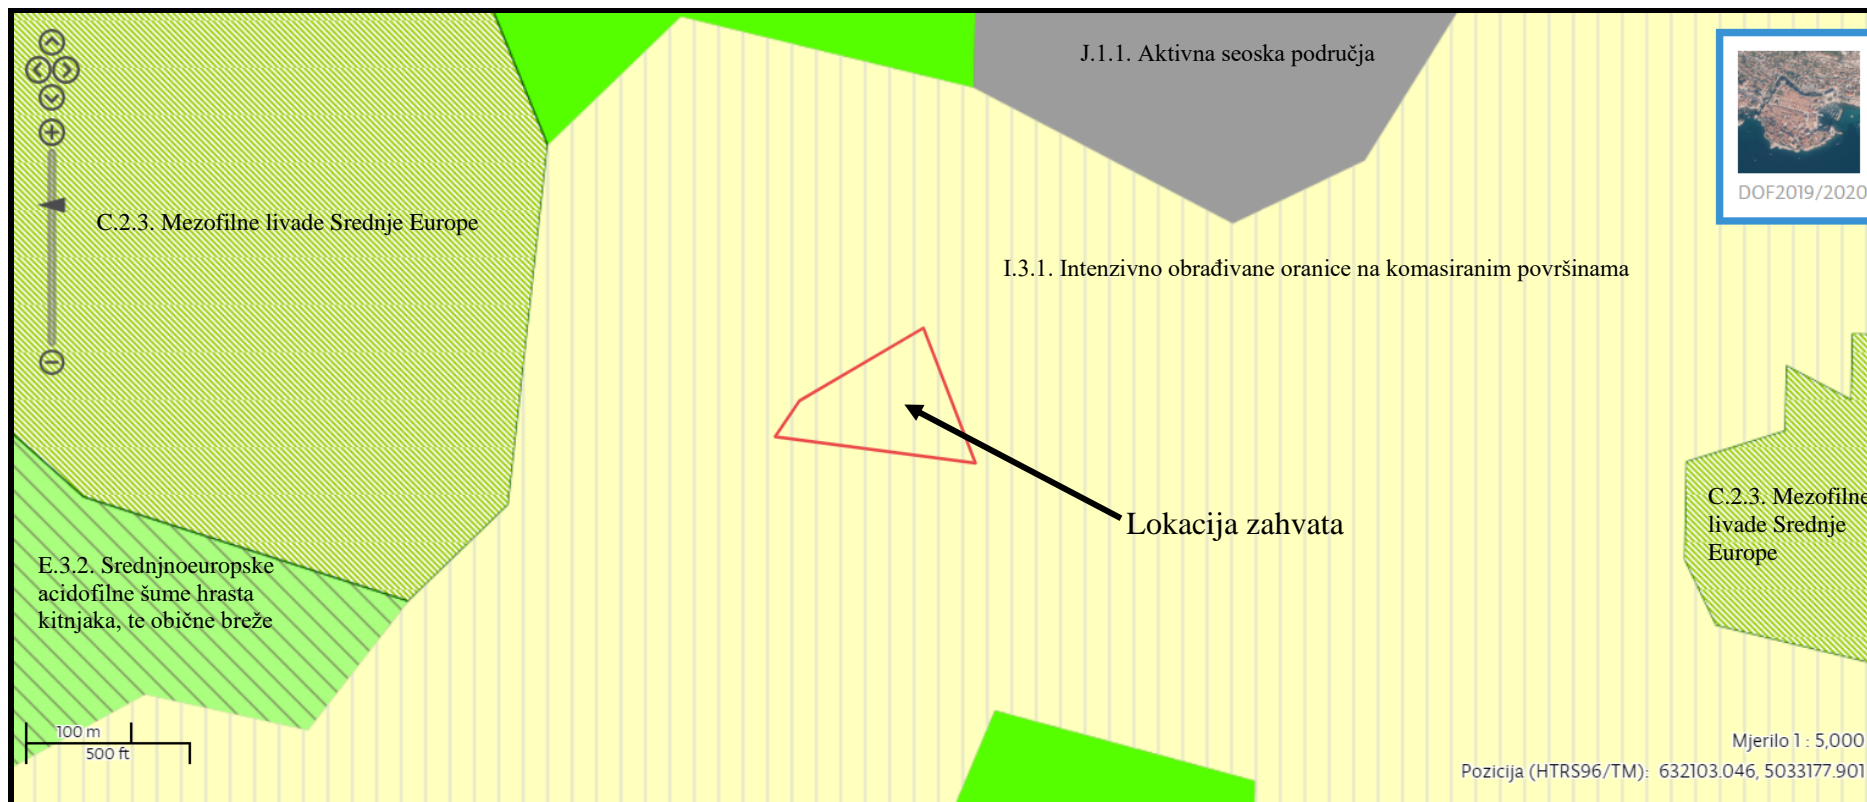 J.1.1. Aktivna seoska područja
DOF2019/2020
C.2.3. Mezofilne livade Srednje Europe
I.3.1. Intenzivno obrađivane oranice na komasiranim površinama
Lokacija zahvata
C.2.3. Mezofilne
livade Srednje
Europe
E.3.2. Srednjnoeuropske
acidofilne šume hrasta
kitnjaka, te obične breže
100 m
500 ft
Mjerilo 1 : 5,000
Pozicija (HTRS96/TM): 632103.046, 5033177.901